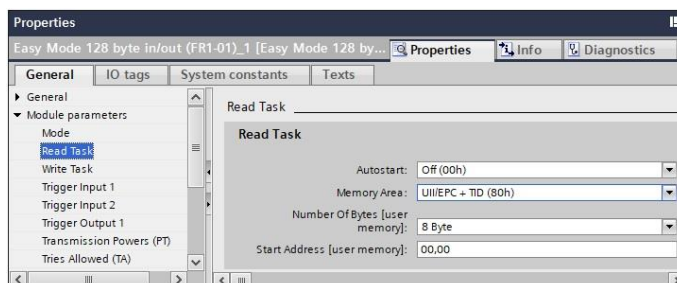 Properties
Easy Mode 128 byte in/out (FR1-01)_1 [Easy Mode 128 by... Properties Info Diagnostics
General IO tags System constants Texts
General
Module parameters
Mode
Read Task
Write Task
Trigger Input 1
Trigger Input 2
Trigger Output 1
Transmission Powers (PT)
Tries Allowed (TA)
Read Task
Read Task
Autostart: Off (00h)
Memory Area: UII/EPC + TID (80h)
Number Of Bytes [user
memory]: 8 Byte
Start Address [user memory]: 00,00